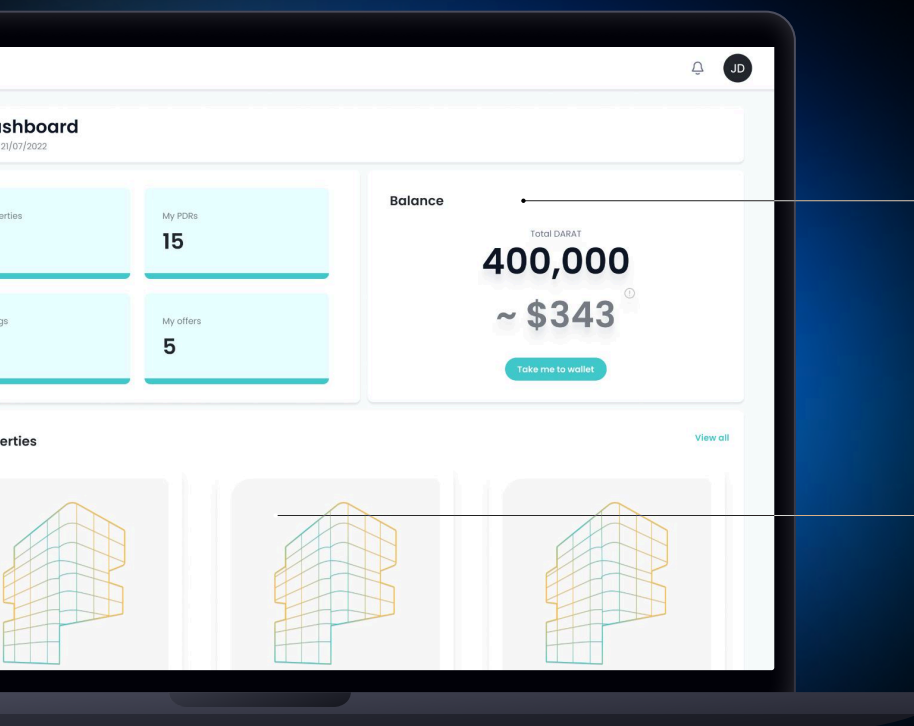 JD
shboard
21/07/2022
erties
My PDRs
15
gs
My offers
5
Balance
Total DARAT
400,000
~ $343
Take me to wallet
erties
View all